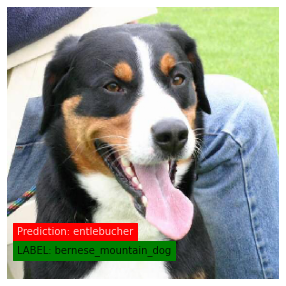 Prediction: entlebucher
LABEL: bernese_mountain_dog